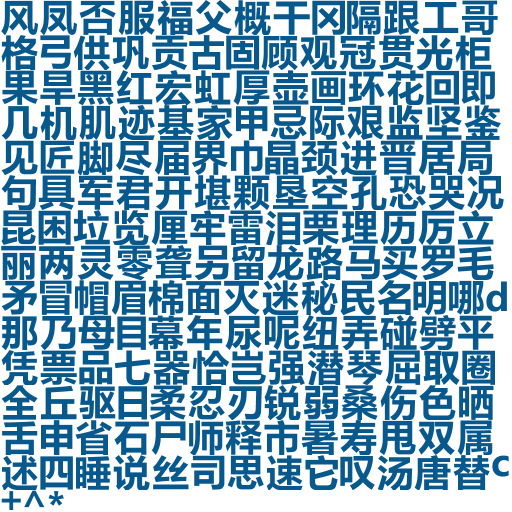 风凤否服福父概干冈隔跟工哥
格弓供巩贡古固顾观冠贯光柜
果旱黑红宏虹厚壶画环花回即
几机肌迹基家甲忌际艰监坚鉴
见匠脚尽届界巾晶颈进晋居局
句具军君开堪颗垦空孔恐哭况
昆困垃览厘牢雷泪栗理历厉立
丽两灵零聋另留龙路马买罗毛
矛冒帽眉棉面灭迷秘民名明哪d
那乃母目幕年尿呢纽弄碰劈平
凭票品七器恰岂强潜琴屈取圈
全丘驱日柔忍刃锐弱桑伤色晒
舌申省石尸师释市暑寿甩双属
述四睡说丝司思速它叹汤唐替c
+^*